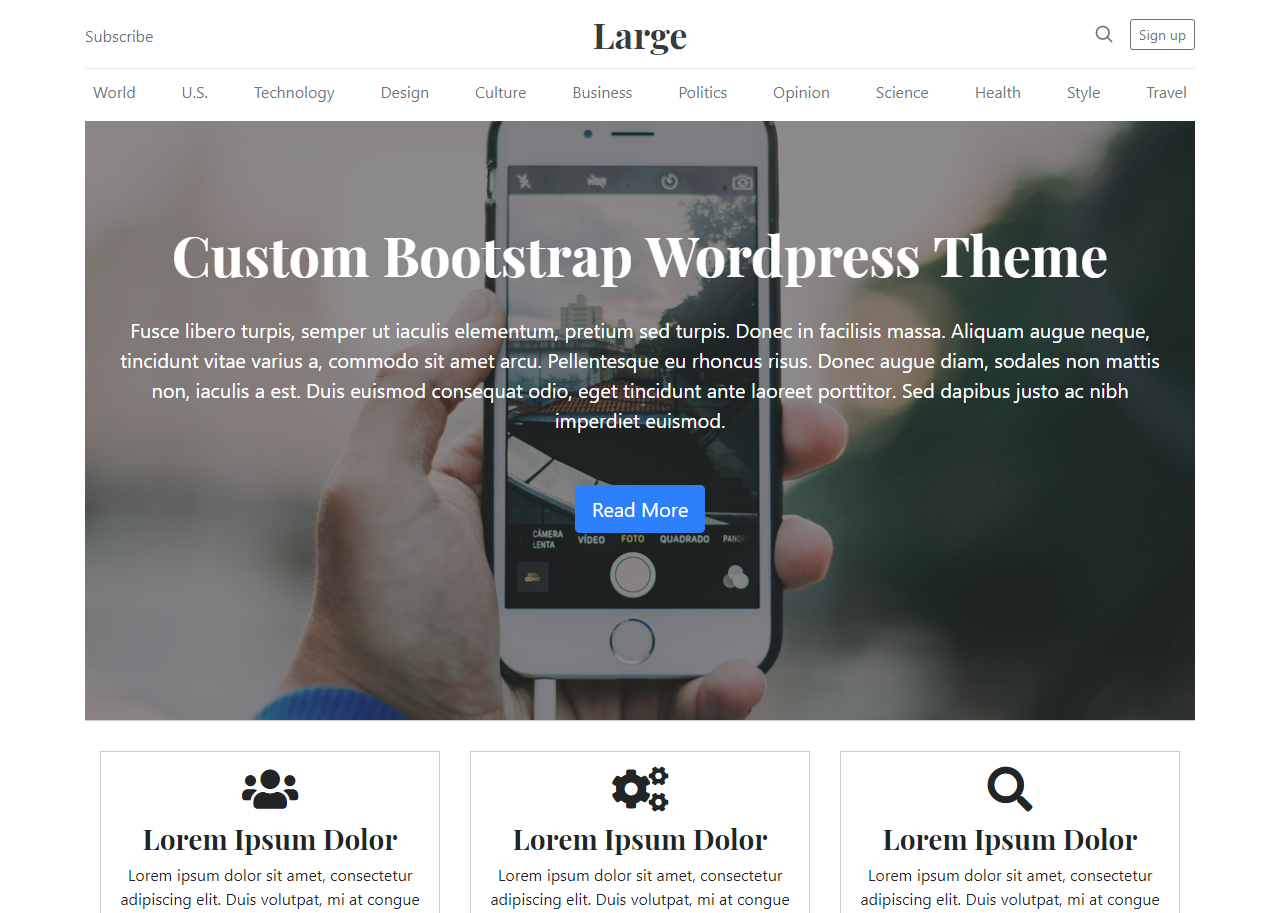 Subscribe
Large
Sign up
World U.S. Technology Design Culture Business Politics Opinion Science Health Style Travel
Custom Bootstrap Wordpress Theme
Fusce libero turpis, semper ut iaculis elementum, pretium sed turpis. Donec in facilisis massa. Aliquam augue neque,
tincidunt vitae varius a, commodo sit amet arcu. Pellentesque eu rhoncus risus. Donec augue diam, sodales non mattis
non, iaculis a est. Duis euismod consequat odio, eget tincidunt ante laoreet porttitor. Sed dapibus justo ac nibh
imperdiet euismod.
Read More
CÂMERA
LENTA
VÍDEO FOTO QUADRADO
Lorem Ipsum Dolor
Lorem ipsum dolor sit amet, consectetur
adipiscing elit. Duis volutpat, mi at congue
Lorem Ipsum Dolor
Lorem ipsum dolor sit amet, consectetur
adipiscing elit. Duis volutpat, mi at congue
Lorem Ipsum Dolor
Lorem ipsum dolor sit amet, consectetur
adipiscing elit. Duis volutpat, mi at congue